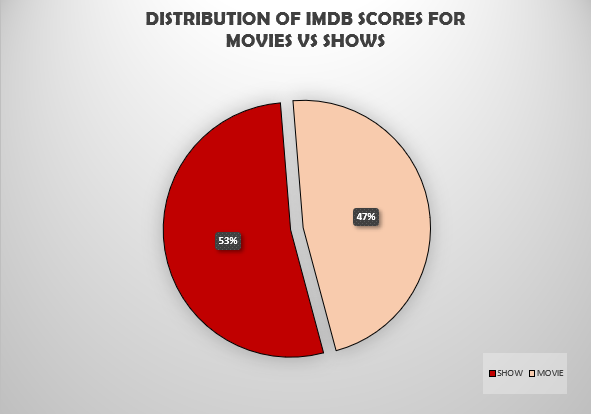 DISTRIBUTION OF IMDB SCORES FOR
MOVIES VS SHOWS
47%
53%
SHOW MOVIE